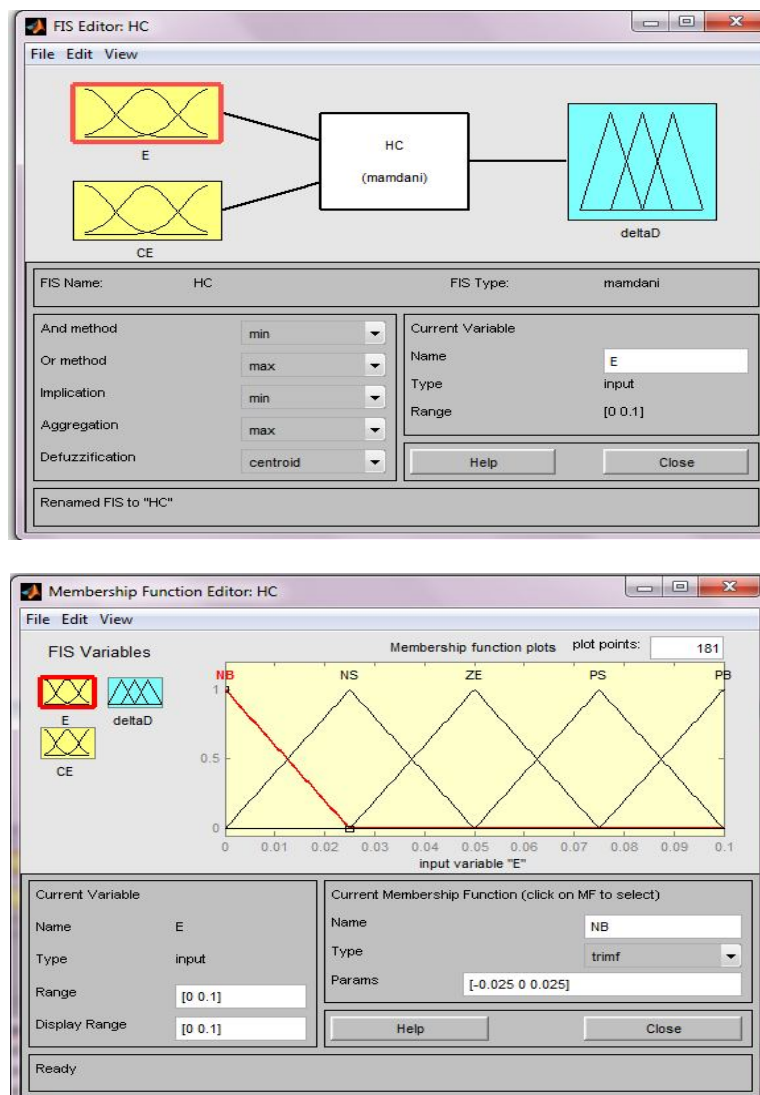 FIS Editor: HC
File Edit View
E
CE
HC
(mamdani)
deltaD
FIS Name: HC FIS Type: mamdani
And method min
Or method max
Implication min
Aggregation max
Defuzzification centroid
Current Variable
Name E
Type input
Range [0 0.1]
Help Close
Renamed FIS to "HC"
Membership Function Editor: HC
File Edit View
FIS Variables
E deltaD
CE
Membership function plots plot points: 181
NB NS ZE PS PB
1
0.5
0
0 0.01 0.02 0.03 0.04 0.05 0.06 0.07 0.08 0.09 0.1
input variable "E"
Current Variable
Name E
Type input
Range [0 0.1]
Display Range [0 0.1]
Current Membership Function (click on MF to select)
Name NB
Type trimf
Params [-0.025 0 0.025]
Help Close
Ready